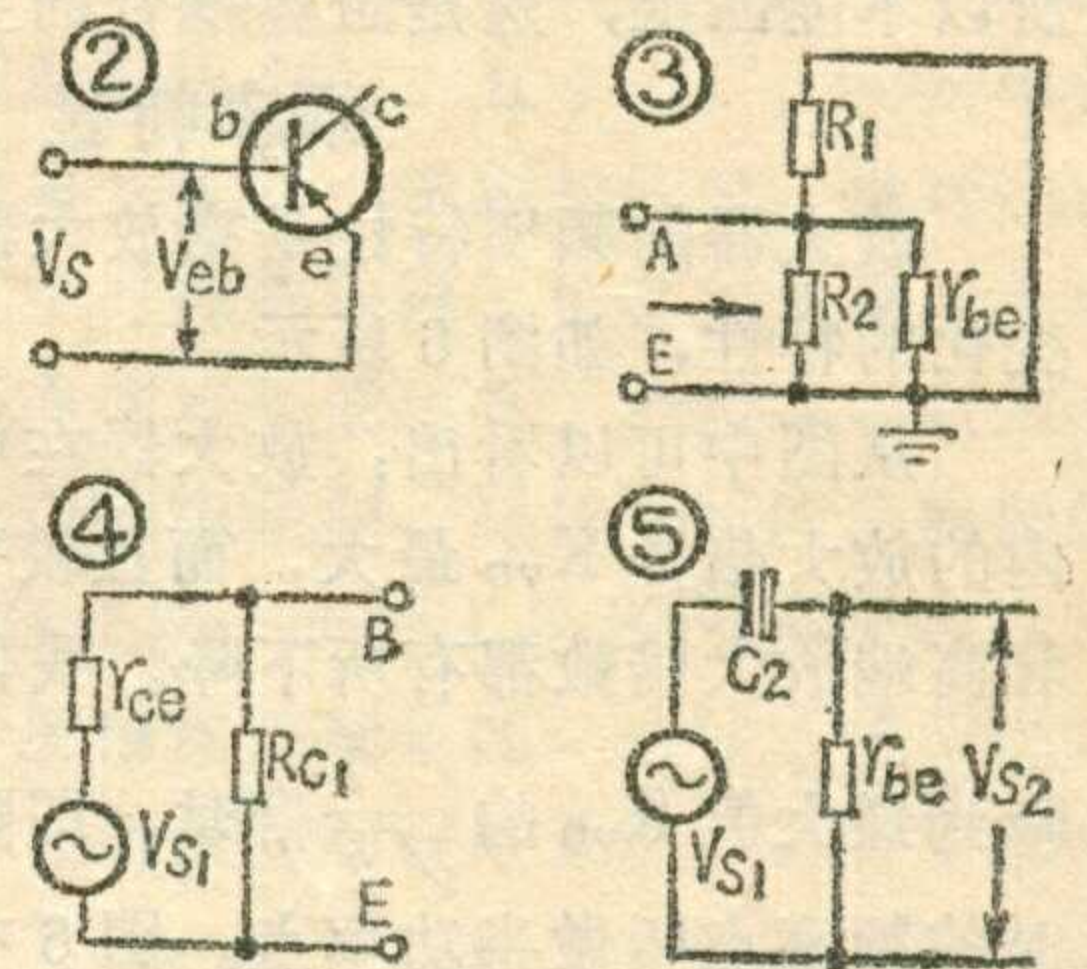 ②
b c
Vs Veb e
③
R1
A
R2 rbe
E
④
B
rce
Rc1
Vs1
E
⑤
C2
rbe Vs2
Vs1